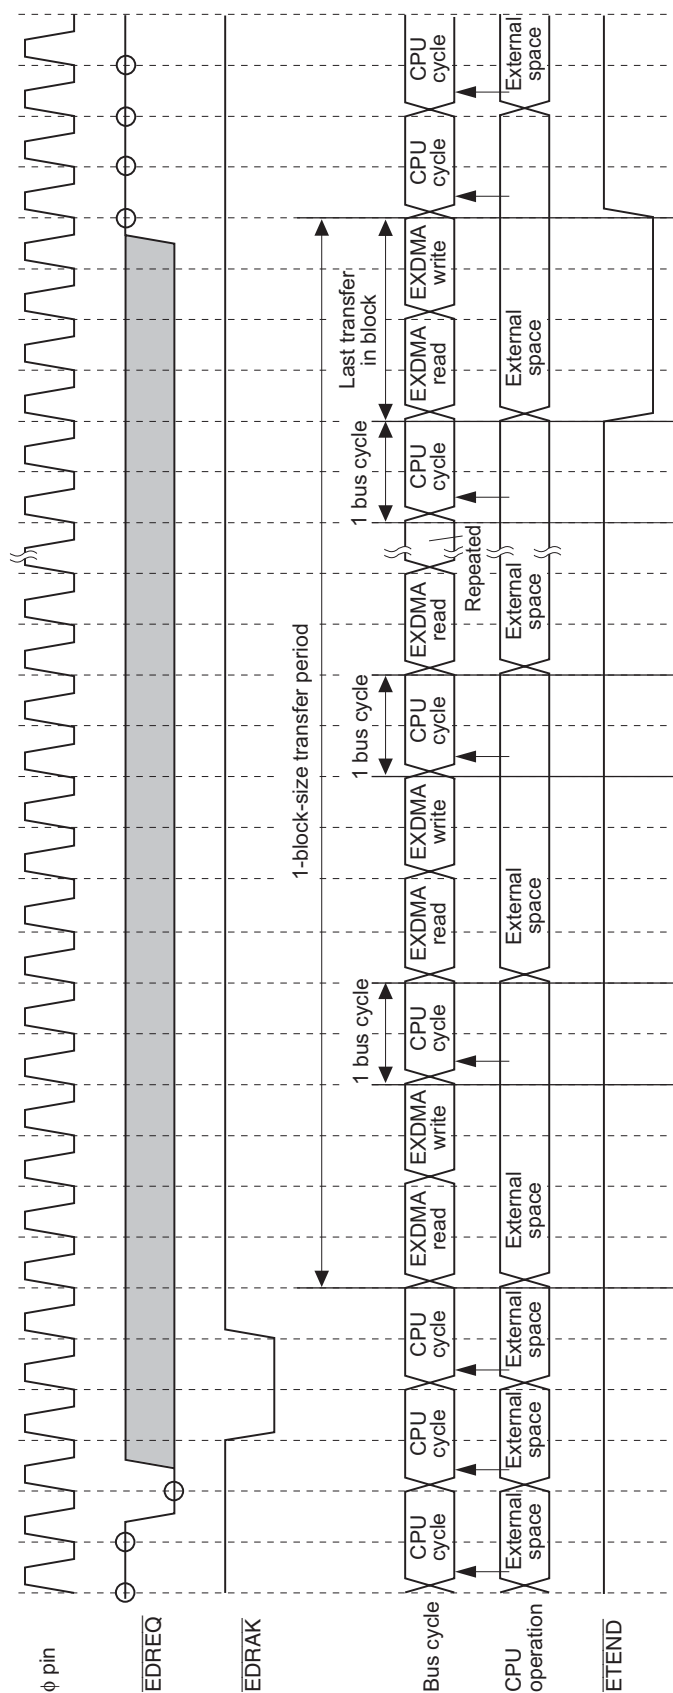 φ pin
EDREQ
EDRAK
1-block-size transfer period
Last transfer
in block
1 bus cycle
1 bus cycle
1 bus cycle
Bus cycle
CPU
cycle
CPU
cycle
CPU
cycle
EXDMA
read
EXDMA
write
CPU
cycle
EXDMA
read
EXDMA
write
CPU
cycle
EXDMA
read
Repeated
CPU
cycle
EXDMA
read
EXDMA
write
CPU
cycle
CPU
cycle
CPU
operation
External
space
External
space
External
space
External
space
External
space
External
space
External
space
External
space
ETEND